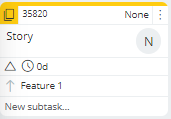 35820 None
Story
N
0d
Feature 1
New subtask...